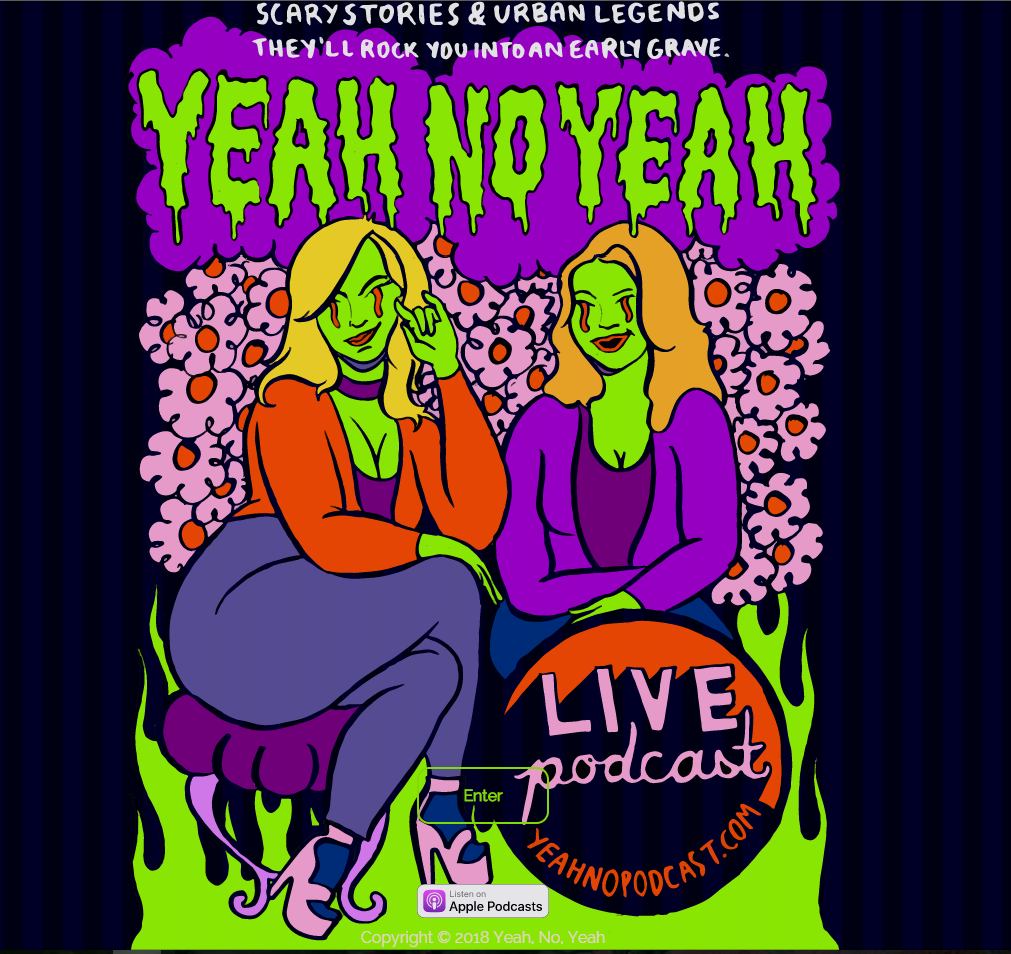 SCARY STORIES & URBAN LEGENDS
THEY'LL ROCK YOU INTO AN EARLY GRAVE.
YEAH NO YEAH
LIVE
podcast
YEAHNOPODCAST.COM
Enter
Listen on
Apple Podcasts
Copyright © 2018 Yeah, No, Yeah